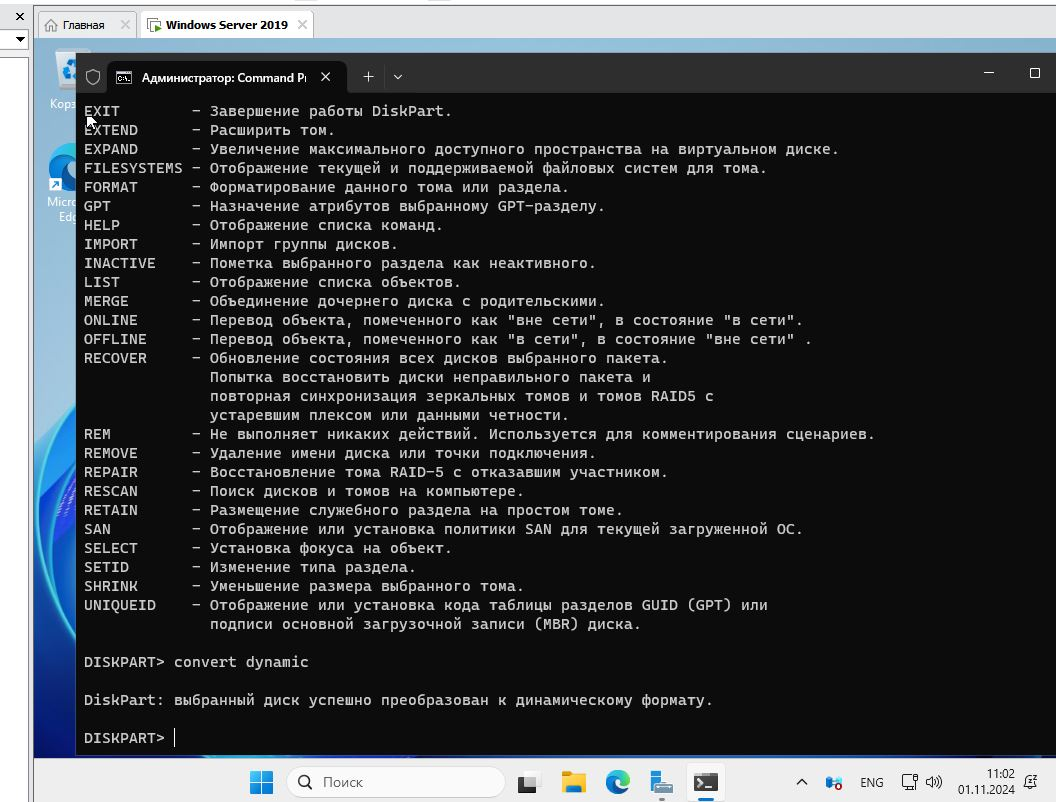 Главная
Windows Server 2019
Администратор: Command Pr
Корз
EXIT – Завершение работы DiskPart.
EXTEND – Расширить том.
EXPAND – Увеличение максимального доступного пространства на виртуальном диске.
FILESYSTEMS – Отображение текущей и поддерживаемой файловых систем для тома.
FORMAT – Форматирование данного тома или раздела.
GPT – Назначение атрибутов выбранному GPT-разделу.
HELP – Отображение списка команд.
IMPORT – Импорт группы дисков.
INACTIVE – Пометка выбранного раздела как неактивного.
LIST – Отображение списка объектов.
MERGE – Объединение дочернего диска с родительскими.
ONLINE – Перевод объекта, помеченного как "вне сети", в состояние "в сети".
OFFLINE – Перевод объекта, помеченного как "в сети", в состояние "вне сети" .
RECOVER – Обновление состояния всех дисков выбранного пакета.
Попытка восстановить диски неправильного пакета и
повторная синхронизация зеркальных томов и томов RAID5 с
устаревшим плексом или данными четности.
REM – Не выполняет никаких действий. Используется для комментирования сценариев.
REMOVE – Удаление имени диска или точки подключения.
REPAIR – Восстановление тома RAID-5 с отказавшим участником.
RESCAN – Поиск дисков и томов на компьютере.
RETAIN – Размещение служебного раздела на простом томе.
SAN – Отображение или установка политики SAN для текущей загруженной ОС.
SELECT – Установка фокуса на объект.
SETID – Изменение типа раздела.
SHRINK – Уменьшение размера выбранного тома.
UNIQUEID – Отображение или установка кода таблицы разделов GUID (GPT) или
подписи основной загрузочной записи (MBR) диска.
DISKPART> convert dynamic
DiskPart: выбранный диск успешно преобразован к динамическому формату.
DISKPART>
Micro
Edg
Поиск
ENG
11:02
01.11.2024